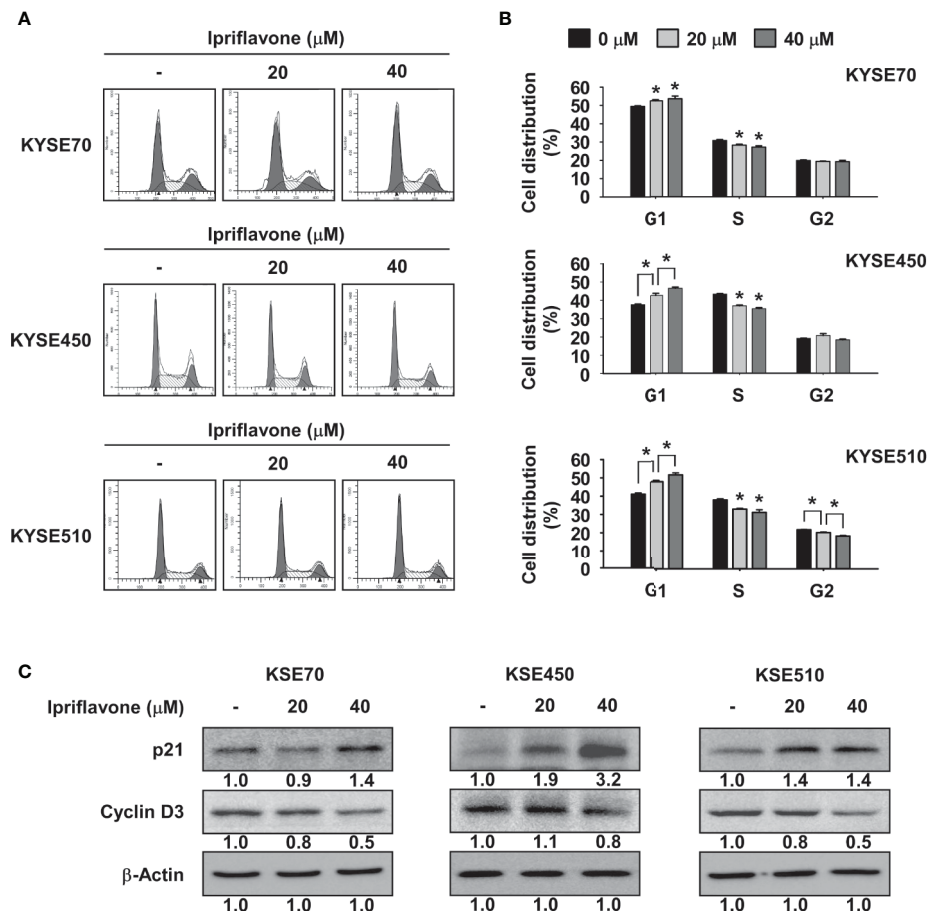 A
Ipriflavone (μM)
- 20 40
KYSE70
Ipriflavone (μM)
- 20 40
KYSE450
Ipriflavone (μM)
- 20 40
KYSE510
B
0 μM 20 μM 40 μM
KYSE70
Cell distribution (%)
60
50
40
30
20
10
0
* *
* *
G1 S G2
KYSE450
Cell distribution (%)
60
50
40
30
20
10
0
* *
* *
G1 S G2
KYSE510
Cell distribution (%)
60
50
40
30
20
10
0
* *
* *
* *
G1 S G2
C
KSE70 KSE450 KSE510
Ipriflavone (μM) - 20 40 - 20 40 - 20 40
p21
1.0 0.9 1.4 1.0 1.9 3.2 1.0 1.4 1.4
Cyclin D3
1.0 0.8 0.5 1.0 1.1 0.8 1.0 0.8 0.5
β-Actin
1.0 1.0 1.0 1.0 1.0 1.0 1.0 1.0 1.0